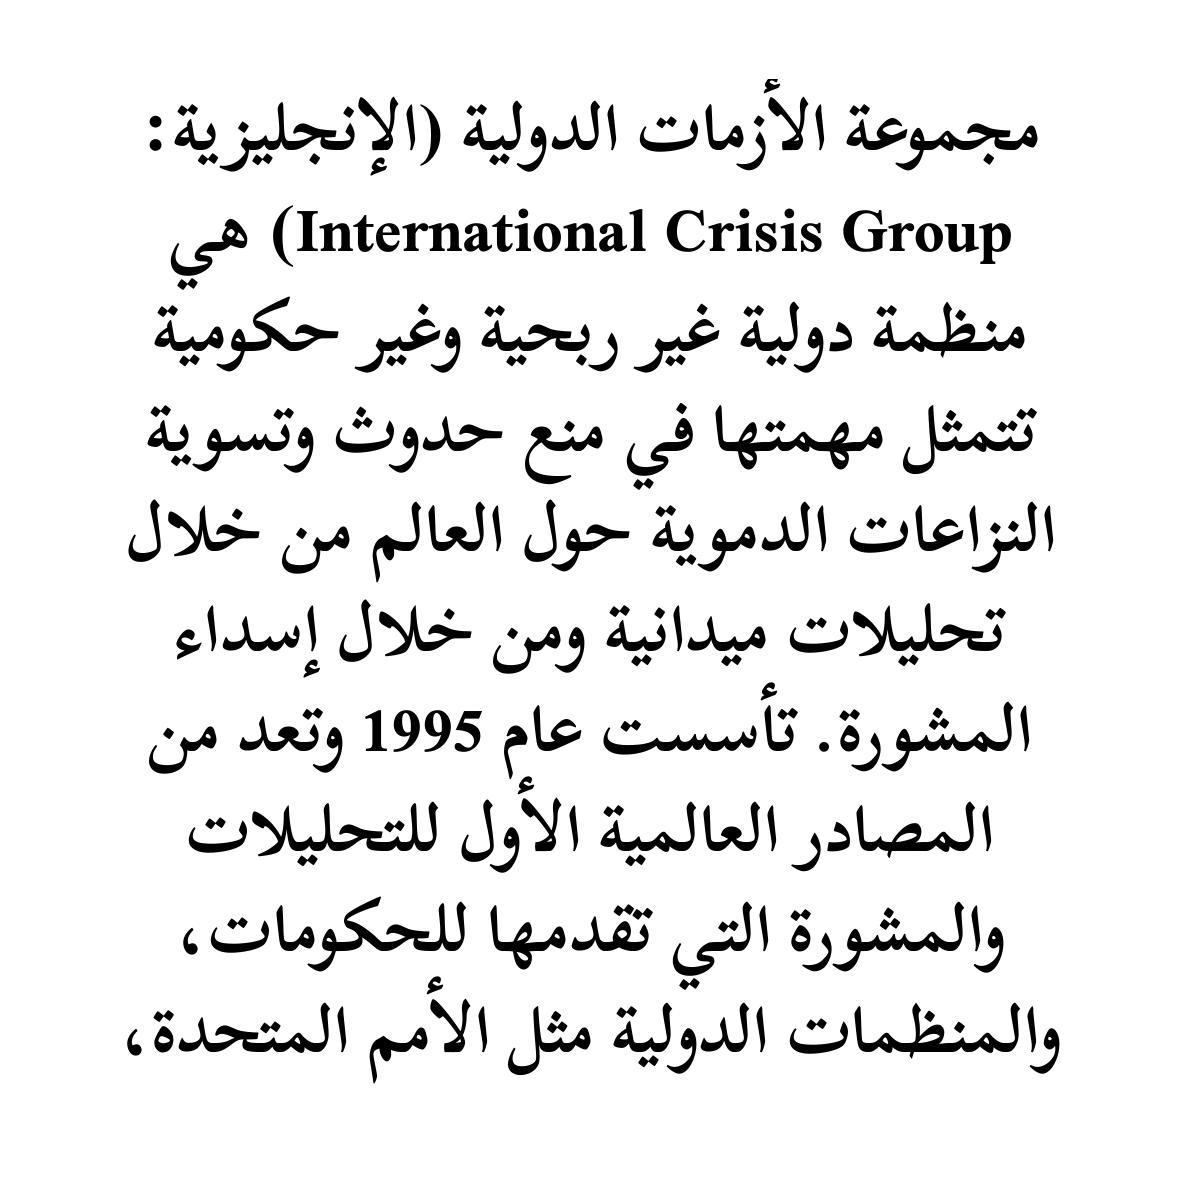 مجموعة الأزمات الدولية (الإنجليزية:
International Crisis Group) هي
منظمة دولية غير ربحية وغير حكومية
تتمثل مهمتها في منع حدوث وتسوية
النزاعات الدموية حول العالم من خلال
تحليلات ميدانية ومن خلال إسداء
المشورة. تأسست عام 1995 وتعد من
المصادر العالمية الأول للتحليلات
والمشورة التي تقدمها للحكومات،
والمنظمات الدولية مثل الأمم المتحدة،